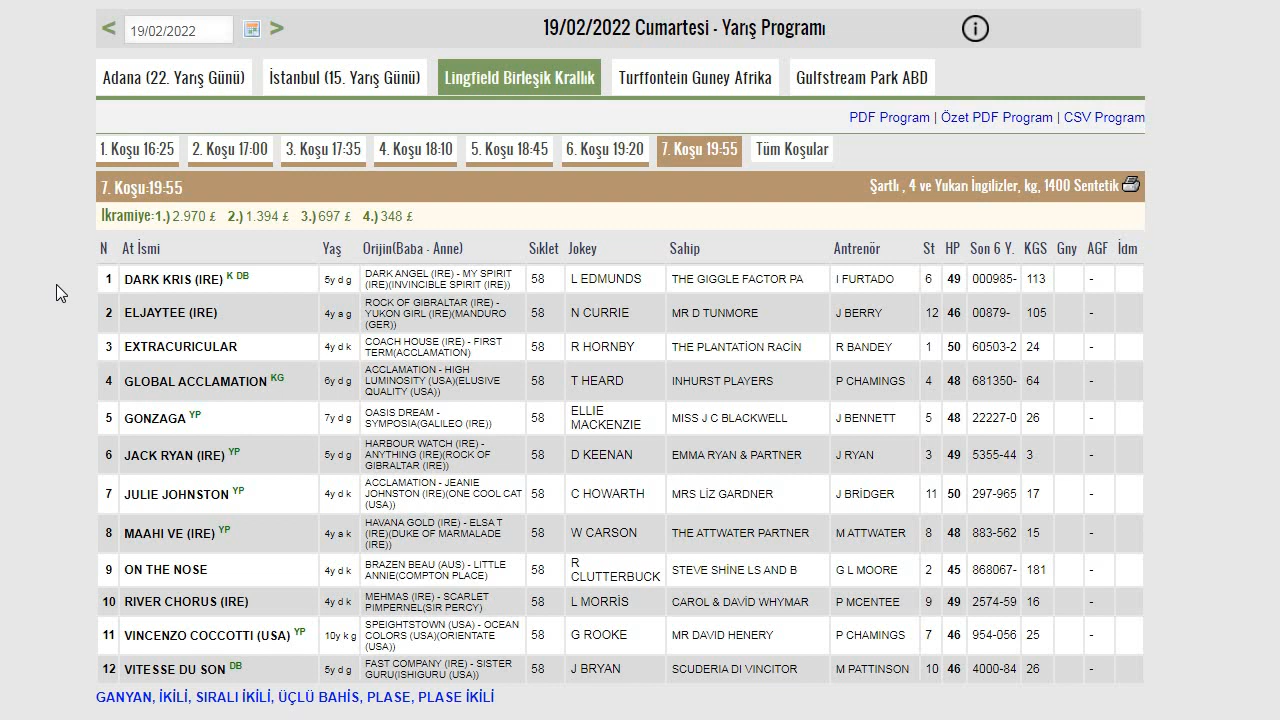 < 19/02/2022 > 19/02/2022 Cumartesi - Yarış Programı
Adana (22. Yarış Günü) İstanbul (15. Yarış Günü) Lingfield Birleşik Krallık Turffontein Guney Afrika Gulfstream Park ABD
PDF Program | Özet PDF Program | CSV Program
1. Koşu 16:25 2. Koşu 17:00 3. Koşu 17:35 4. Koşu 18:10 5. Koşu 18:45 6. Koşu 19:20 7. Koşu 19:55 Tüm Koşular
7. Koşu:19:55 Şartlı , 4 ve Yukarı İngilizler, kg, 1400 Sentetik
İkramiye:1.) 2.970 £ 2.) 1.394 £ 3.) 697 £ 4.) 348 £
N At İsmi Yaş Orijin(Baba - Anne) Sıklet Jokey Sahip Antrenör St HP Son 6 Y. KGS Gny AGF İdm
1 DARK KRIS (IRE) K DB 5y d g DARK ANGEL (IRE) - MY SPIRIT (IRE)(INVINCIBLE SPIRIT (IRE)) 58 L EDMUNDS THE GIGGLE FACTOR PA I FURTADO 6 49 000985- 113 -
2 ELJAYTEE (IRE) 4y a g ROCK OF GIBRALTAR (IRE) - YUKON GIRL (IRE)(MANDURO (GER)) 58 N CURRIE MR D TUNMORE J BERRY 12 46 00879- 105 -
3 EXTRACURICULAR 4y d k COACH HOUSE (IRE) - FIRST TERM(ACCLAMATION) 58 R HORNBY THE PLANTATİON RACİN R BANDEY 1 50 60503-2 24 -
4 GLOBAL ACCLAMATION KG 6y d g ACCLAMATION - HIGH LUMINOSITY (USA)(ELUSIVE QUALITY (USA)) 58 T HEARD INHURST PLAYERS P CHAMINGS 4 48 681350- 64 -
5 GONZAGA YP 7y d g OASIS DREAM - SYMPOSIA(GALILEO (IRE)) 58 ELLIE MACKENZIE MISS J C BLACKWELL J BENNETT 5 48 22227-0 26 -
6 JACK RYAN (IRE) YP 5y d g HARBOUR WATCH (IRE) - ANYTHING (IRE)(ROCK OF GIBRALTAR (IRE)) 58 D KEENAN EMMA RYAN & PARTNER J RYAN 3 49 5355-44 3 -
7 JULIE JOHNSTON YP 4y d k ACCLAMATION - JEANIE JOHNSTON (IRE)(ONE COOL CAT (USA)) 58 C HOWARTH MRS LİZ GARDNER J BRİDGER 11 50 297-965 17 -
8 MAAHI VE (IRE) YP 4y a k HAVANA GOLD (IRE) - ELSA T (IRE)(DUKE OF MARMALADE (IRE)) 58 W CARSON THE ATTWATER PARTNER M ATTWATER 8 48 883-562 15 -
9 ON THE NOSE 4y d k BRAZEN BEAU (AUS) - LITTLE ANNIE(COMPTON PLACE) 58 R CLUTTERBUCK STEVE SHİNE LS AND B G L MOORE 2 45 868067- 181 -
10 RIVER CHORUS (IRE) 4y d k MEHMAS (IRE) - SCARLET PIMPERNEL(SIR PERCY) 58 L MORRİS CAROL & DAVİD WHYMAR P MCENTEE 9 49 2574-59 16 -
11 VINCENZO COCCOTTI (USA) YP 10y k g SPEIGHTSTOWN (USA) - OCEAN COLORS (USA)(ORIENTATE (USA)) 58 G ROOKE MR DAVID HENERY P CHAMINGS 7 46 954-056 25 -
12 VITESSE DU SON DB 5y d g FAST COMPANY (IRE) - SISTER GURU(ISHIGURU (USA)) 58 J BRYAN SCUDERIA DI VINCITOR M PATTINSON 10 46 4000-84 26 -
GANYAN, İKİLİ, SIRALI İKİLİ, ÜÇLÜ BAHİS, PLASE, PLASE İKİLİ